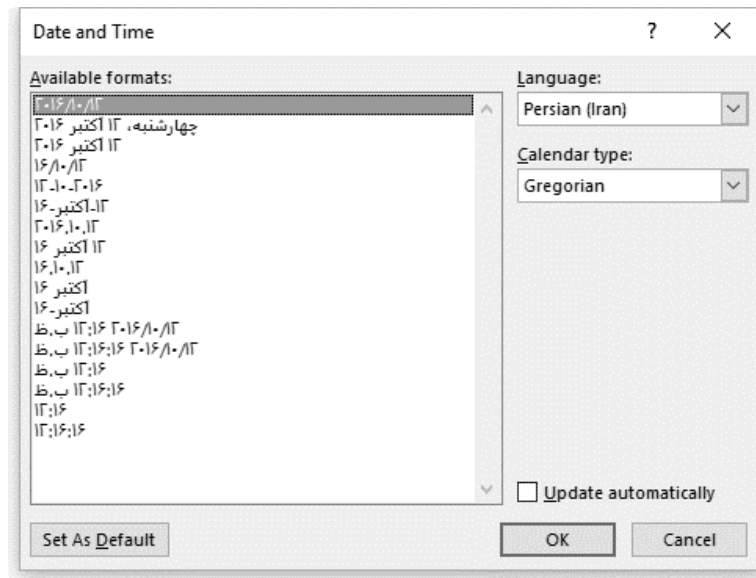 Date and Time
Available formats:
۲۰۱۶/۱۰/۱۲
چهارشنبه، ۱۲ اکتبر ۲۰۱۶
۱۲ اکتبر ۲۰۱۶
۱۶/۱۰/۱۲
۱۲-۱۰-۲۰۱۶
۱۲-اکتبر-۱۶
۲۰۱۶,۱۰,۱۲
۱۲ اکتبر ۱۶
۱۶,۱۰,۱۲
اکتبر ۱۶
اکتبر-۱۶
۲۰۱۶/۱۰/۱۲ ۱۲:۱۶ ب.ظ
۲۰۱۶/۱۰/۱۲ ۱۲:۱۶:۱۶ ب.ظ
۱۲:۱۶ ب.ظ
۱۲:۱۶:۱۶ ب.ظ
۱۲:۱۶
۱۲:۱۶:۱۶
Language:
Persian (Iran)
Calendar type:
Gregorian
Update automatically
Set As Default
OK
Cancel